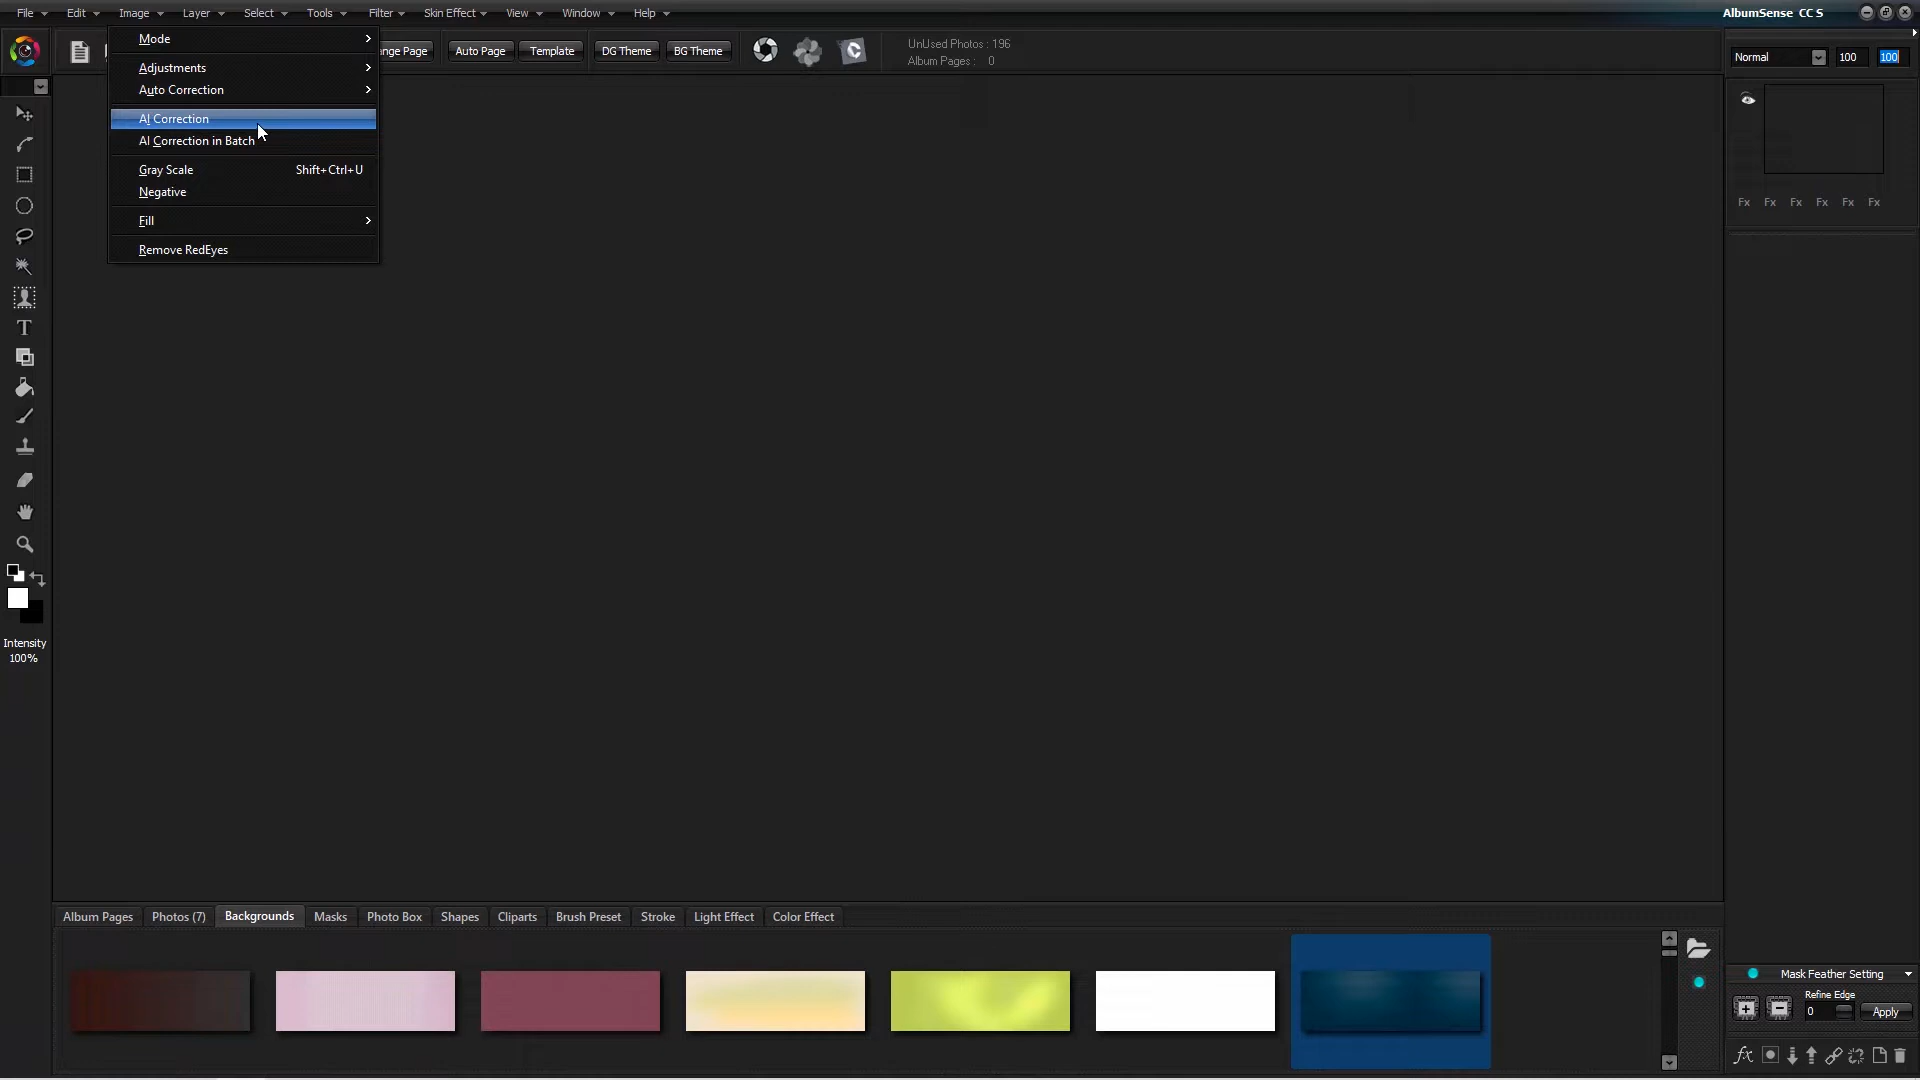 File Edit Image Layer Select Tools Filter Skin Effect View Window Help AlbumSense CC S
Mode
Adjustments
Auto Correction
AI Correction
AI Correction in Batch
Gray Scale Shift+Ctrl+U
Negative
Fill
Remove RedEyes
Page Auto Page Template DG Theme BG Theme
UnUsed Photos : 196
Album Pages : 0
Normal 100 100
Fx Fx Fx Fx Fx Fx
T
Intensity
100%
Album Pages Photos (7) Backgrounds Masks Photo Box Shapes Cliparts Brush Preset Stroke Light Effect Color Effect
Mask Feather Setting
Refine Edge
0 Apply
fx